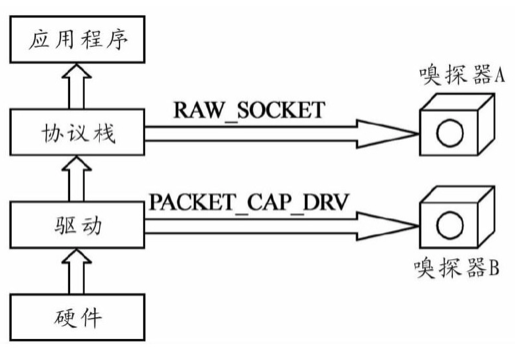 应用程序
嗅探器A
RAW_SOCKET
协议栈
PACKET_CAP_DRV
驱动
嗅探器B
硬件